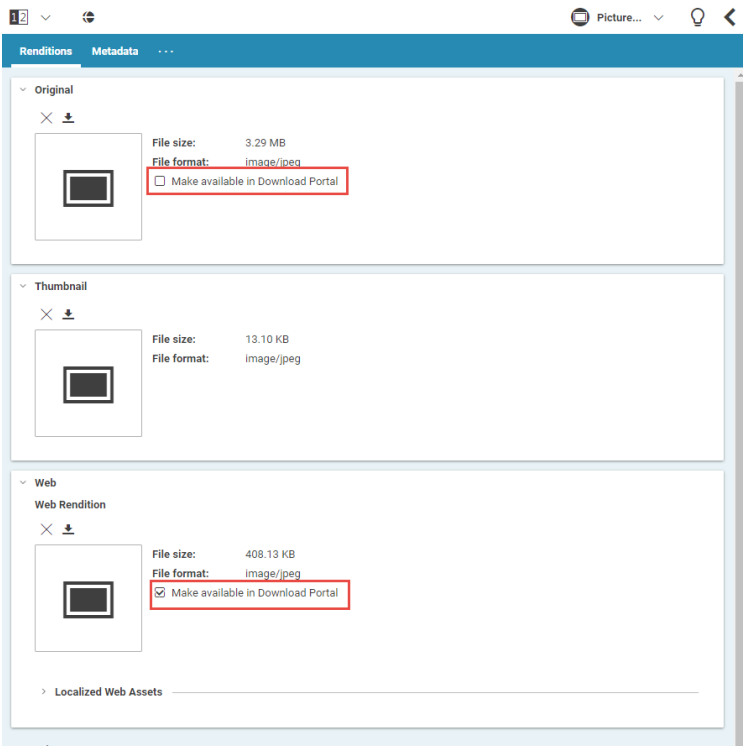 12
Picture...
Renditions Metadata ...
Original
File size: 3.29 MB
File format: image/jpeg
Make available in Download Portal
Thumbnail
File size: 13.10 KB
File format: image/jpeg
Web
Web Rendition
File size: 408.13 KB
File format: image/jpeg
Make available in Download Portal
Localized Web Assets